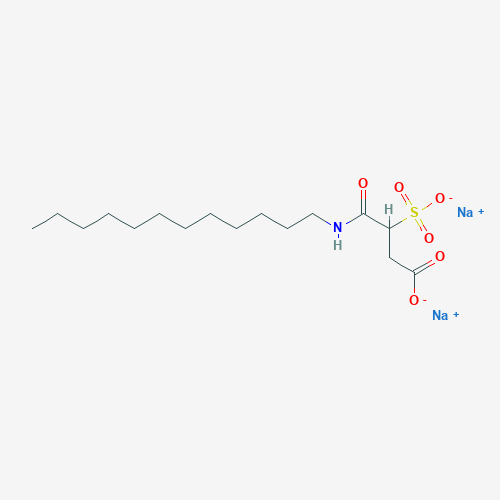 O O O -
H S Na +
N O
H O
O -
Na +